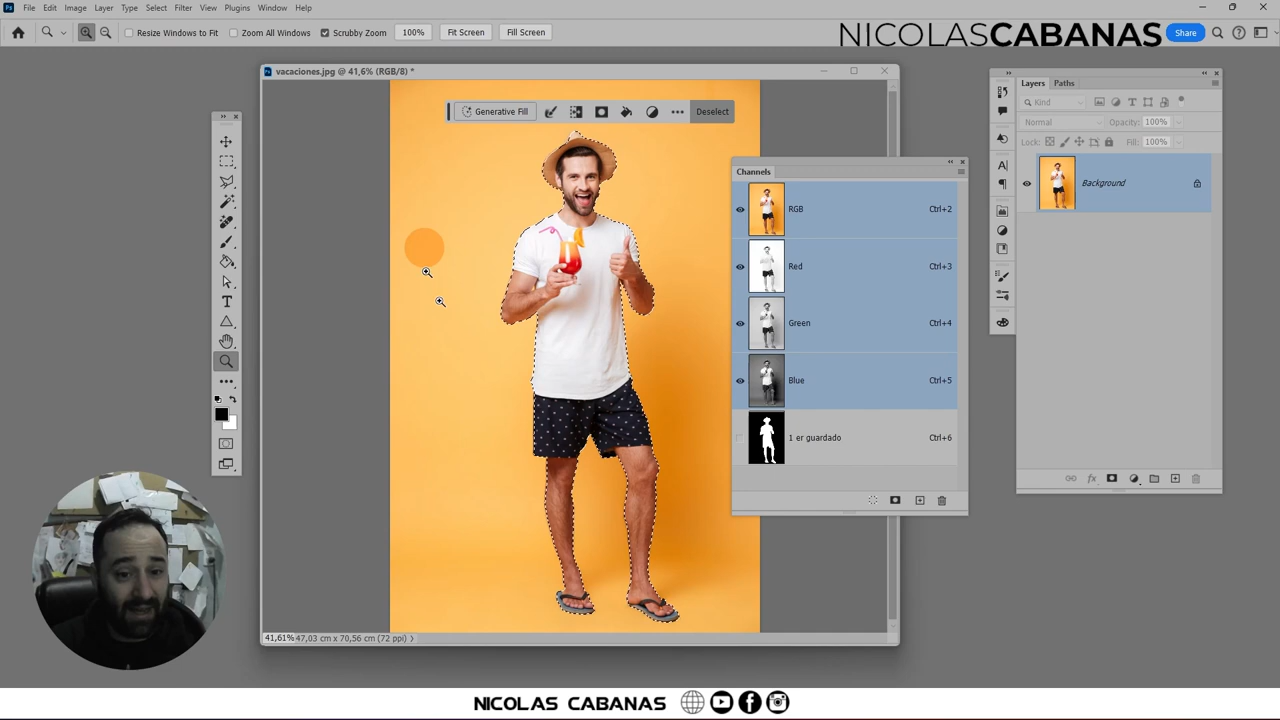 Ps File Edit Image Layer Type Select Filter View Plugins Window Help
Resize Windows to Fit Zoom All Windows Scrubby Zoom 100% Fit Screen Fill Screen
NICOLASCABANAS
Share
vacaciones.jpg @ 41,6% (RGB/8) *
Generative Fill
Deselect
Channels
RGB Ctrl+2
Red Ctrl+3
Green Ctrl+4
Blue Ctrl+5
1 er guardado Ctrl+6
Layers Paths
Kind
Normal Opacity: 100%
Lock: Fill: 100%
Background
fx
41,61% 47,03 cm x 70,56 cm (72 ppi)
NICOLAS CABANAS